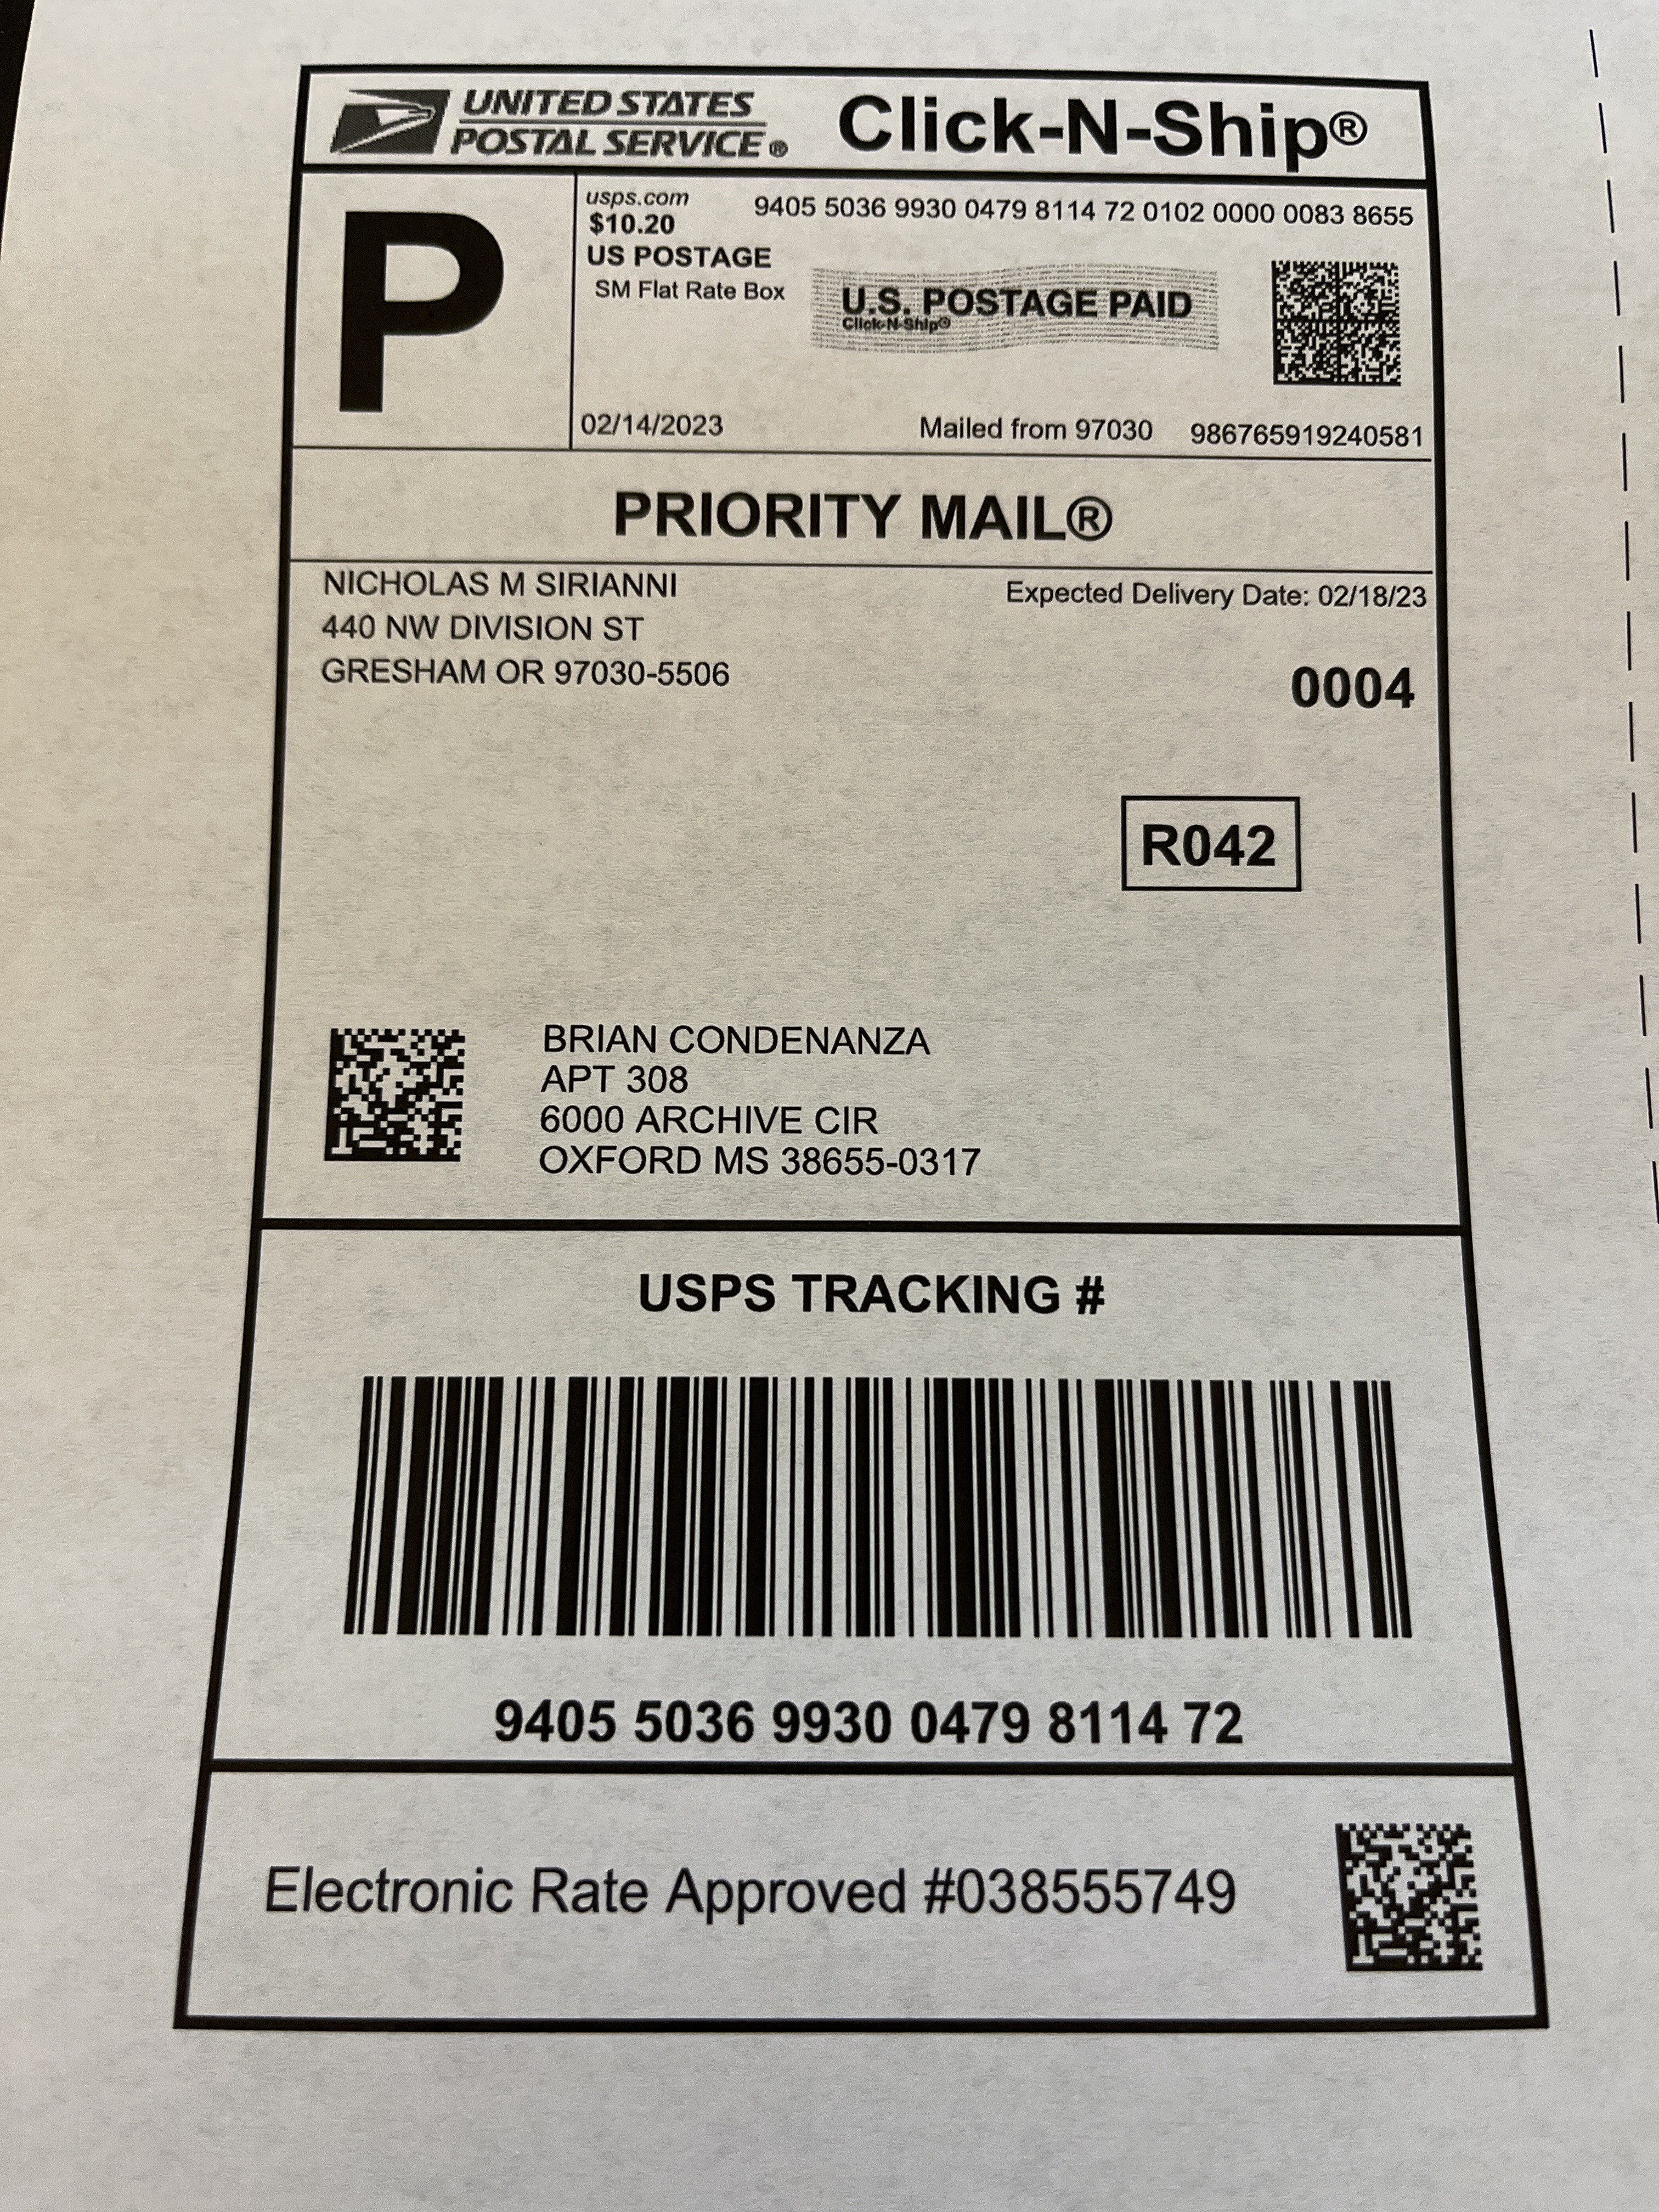 UNITED STATES
POSTAL SERVICE®
Click-N-Ship®
P
usps.com
$10.20
US POSTAGE
SM Flat Rate Box
9405 5036 9930 0479 8114 72 0102 0000 0083 8655
U.S. POSTAGE PAID
Click-N-Ship®
02/14/2023
Mailed from 97030
986765919240581
PRIORITY MAIL®
NICHOLAS M SIRIANNI
440 NW DIVISION ST
GRESHAM OR 97030-5506
Expected Delivery Date: 02/18/23
0004
R042
BRIAN CONDENANZA
APT 308
6000 ARCHIVE CIR
OXFORD MS 38655-0317
USPS TRACKING #
9405 5036 9930 0479 8114 72
Electronic Rate Approved #038555749